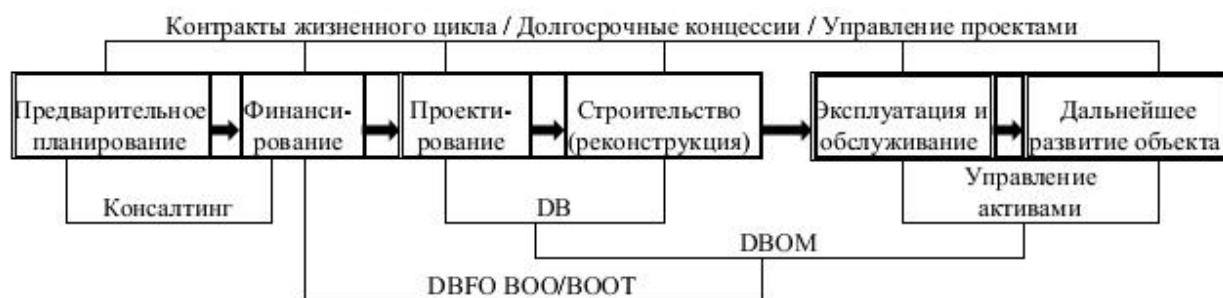 Контракты жизненного цикла / Долгосрочные концессии / Управление проектами
Предварительное
планирование
Финанси-
рование
Проекти-
рование
Строительство
(реконструкция)
Эксплуатация и
обслуживание
Дальнейшее
развитие объекта
Консалтинг
DB
Управление
активами
DBOM
DBFO BOO/BOOT